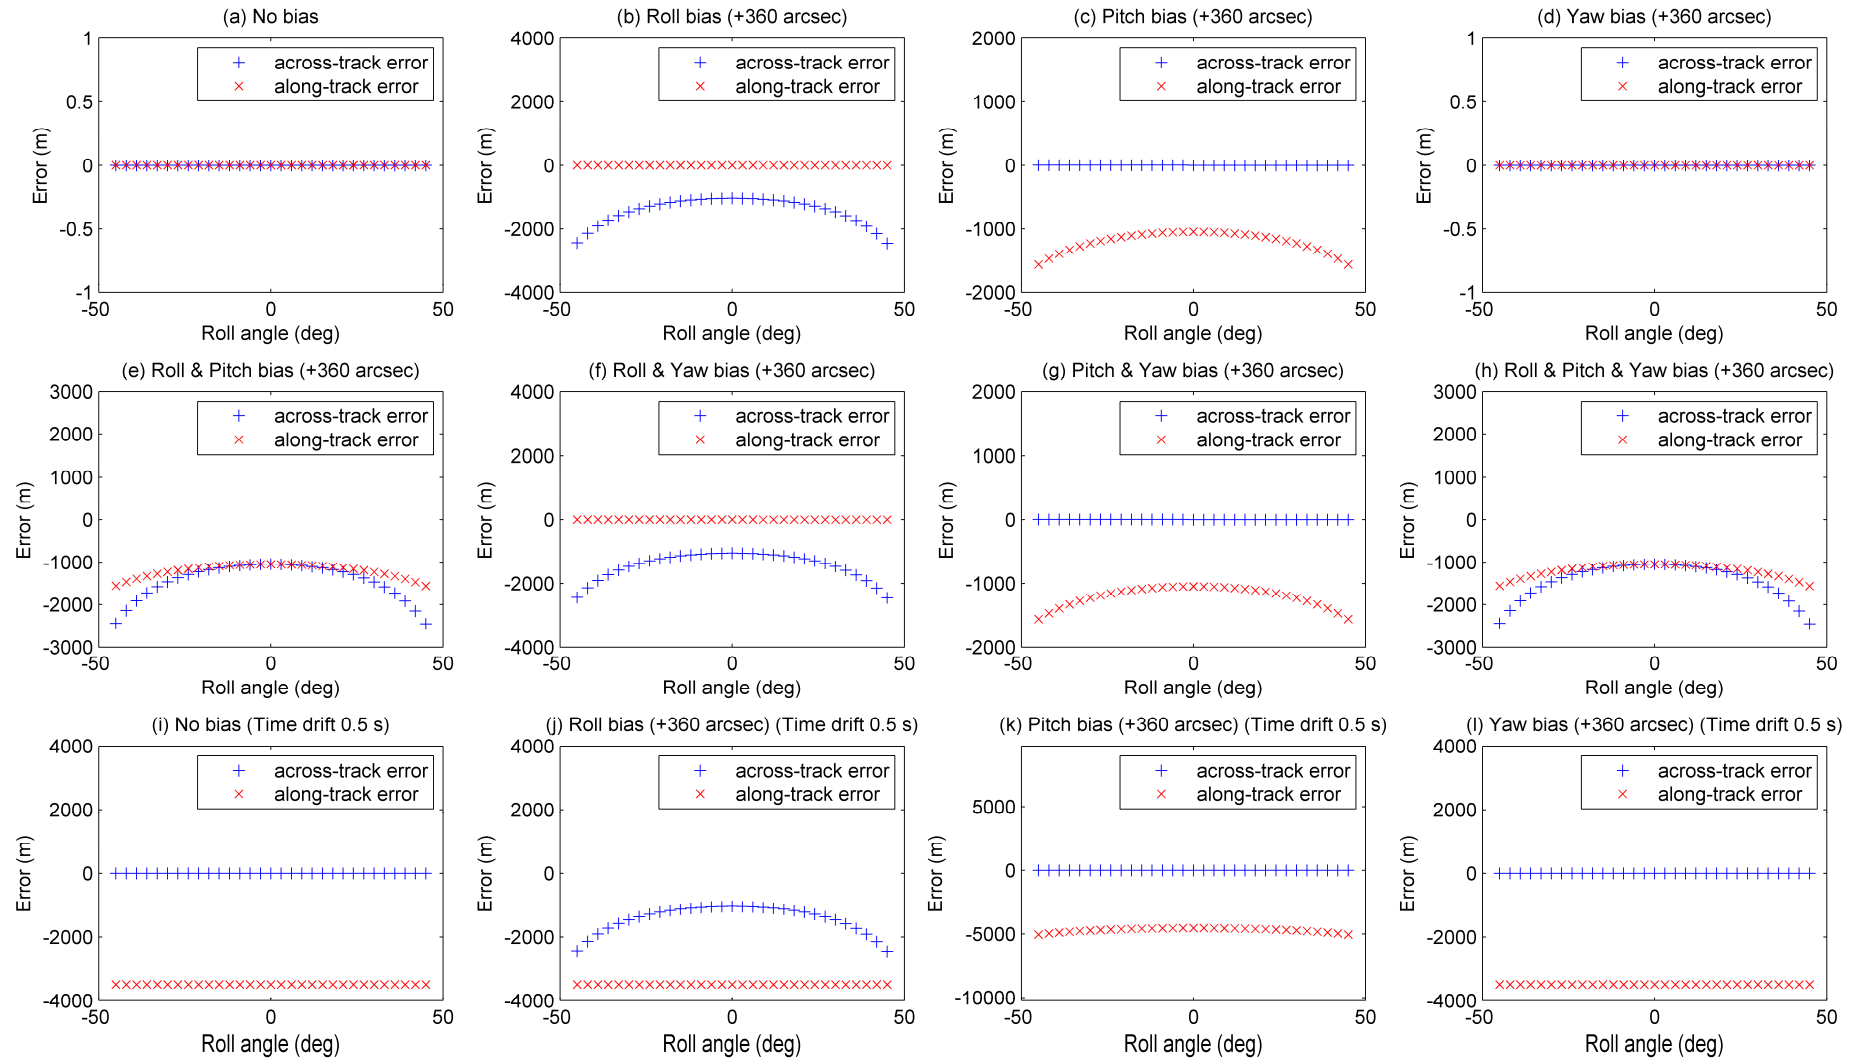 (a) No bias
(b) Roll bias (+360 arcsec)
(c) Pitch bias (+360 arcsec)
(d) Yaw bias (+360 arcsec)
1
0.5
0
-0.5
-1
Error (m)
across-track error
along-track error
-50
0
50
Roll angle (deg)
4000
2000
0
-2000
-4000
Error (m)
across-track error
along-track error
-50
0
50
Roll angle (deg)
2000
1000
0
-1000
-2000
Error (m)
across-track error
along-track error
-50
0
50
Roll angle (deg)
1
0.5
0
-0.5
-1
Error (m)
across-track error
along-track error
-50
0
50
Roll angle (deg)
(e) Roll & Pitch bias (+360 arcsec)
(f) Roll & Yaw bias (+360 arcsec)
(g) Pitch & Yaw bias (+360 arcsec)
(h) Roll & Pitch & Yaw bias (+360 arcsec)
3000
2000
1000
0
-1000
-2000
-3000
Error (m)
across-track error
along-track error
-50
0
50
Roll angle (deg)
4000
2000
0
-2000
-4000
Error (m)
across-track error
along-track error
-50
0
50
Roll angle (deg)
2000
1000
0
-1000
-2000
Error (m)
across-track error
along-track error
-50
0
50
Roll angle (deg)
3000
2000
1000
0
-1000
-2000
-3000
Error (m)
across-track error
along-track error
-50
0
50
Roll angle (deg)
(i) No bias (Time drift 0.5 s)
(j) Roll bias (+360 arcsec) (Time drift 0.5 s)
(k) Pitch bias (+360 arcsec) (Time drift 0.5 s)
(l) Yaw bias (+360 arcsec) (Time drift 0.5 s)
4000
2000
0
-2000
-4000
Error (m)
across-track error
along-track error
-50
0
50
Roll angle (deg)
4000
2000
0
-2000
-4000
Error (m)
across-track error
along-track error
-50
0
50
Roll angle (deg)
5000
0
-5000
-10000
Error (m)
across-track error
along-track error
-50
0
50
Roll angle (deg)
4000
2000
0
-2000
-4000
Error (m)
across-track error
along-track error
-50
0
50
Roll angle (deg)